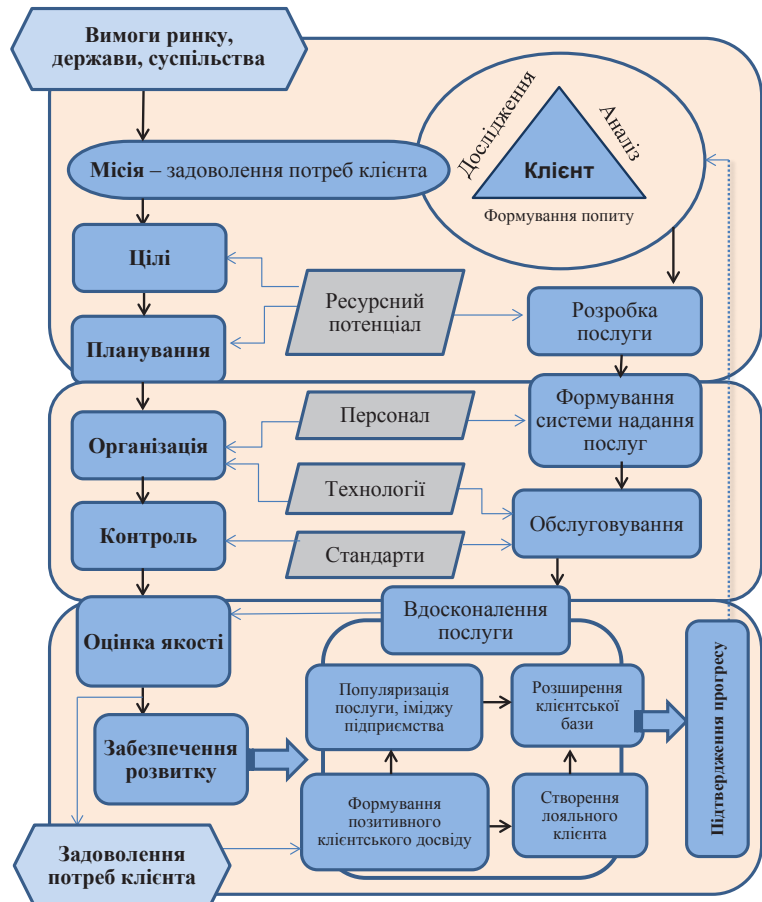 Вимоги ринку,
держави, суспільства
Дослідження
Аналіз
Клієнт
Формування попиту
Місія – задоволення потреб клієнта
Цілі
Ресурсний
потенціал
Розробка
послуги
Планування
Формування
системи надання
послуг
Персонал
Організація
Технології
Обслуговування
Контроль
Стандарти
Вдосконалення
послуги
Оцінка якості
Популяризація
послуги, іміджу
підприємства
Розширення
клієнтської
бази
Забезпечення
розвитку
Формування
позитивного
клієнтського досвіду
Створення
лояльного
клієнта
Підтвердження прогресу
Задоволення
потреб клієнта